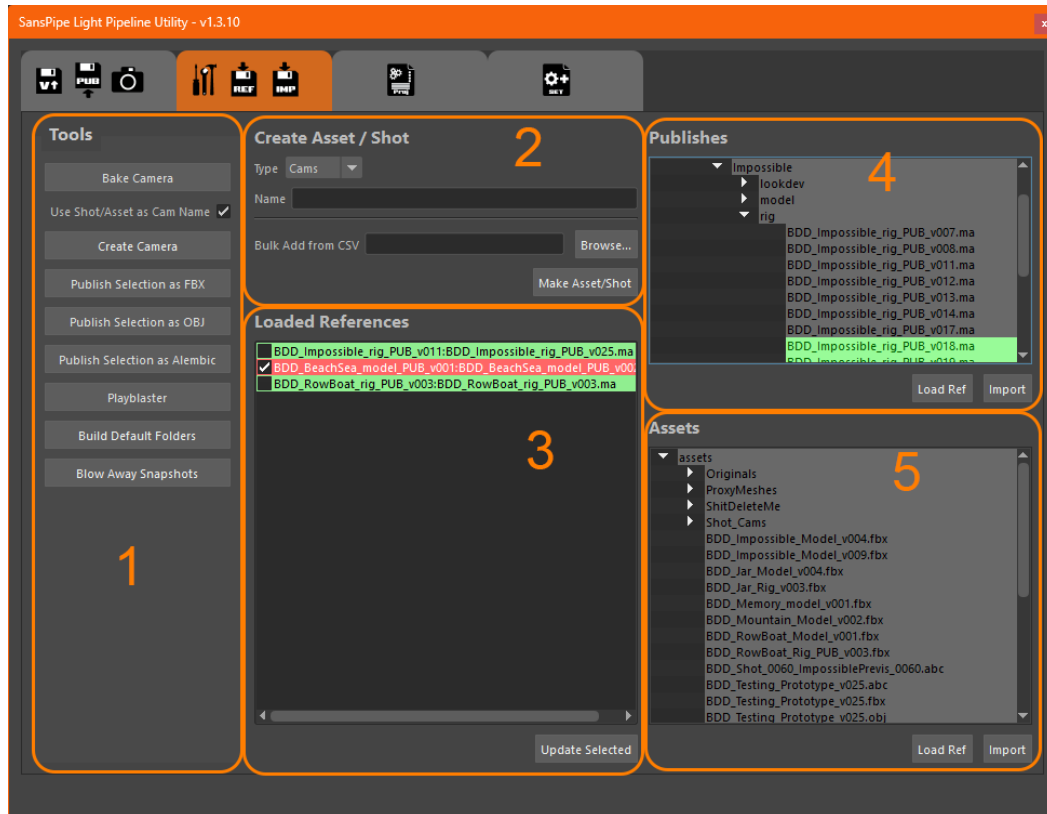 SansPipe Light Pipeline Utility - v1.3.10
x
V↑
PUB
REF
IMP
Proj
SET
Tools
Bake Camera
Use Shot/Asset as Cam Name
Create Camera
Publish Selection as FBX
Publish Selection as OBJ
Publish Selection as Alembic
Playblaster
Build Default Folders
Blow Away Snapshots
1
Create Asset / Shot
2
Type Cams
Name
Bulk Add from CSV Browse...
Make Asset/Shot
Loaded References
BDD_Impossible_rig_PUB_v011:BDD_Impossible_rig_PUB_v025.ma
BDD_BeachSea_model_PUB_v001:BDD_BeachSea_model_PUB_v00
BDD_RowBoat_rig_PUB_v003:BDD_RowBoat_rig_PUB_v003.ma
3
Update Selected
Publishes
4
Impossible
lookdev
model
rig
BDD_Impossible_rig_PUB_v007.ma
BDD_Impossible_rig_PUB_v008.ma
BDD_Impossible_rig_PUB_v011.ma
BDD_Impossible_rig_PUB_v012.ma
BDD_Impossible_rig_PUB_v013.ma
BDD_Impossible_rig_PUB_v014.ma
BDD_Impossible_rig_PUB_v017.ma
BDD_Impossible_rig_PUB_v018.ma
BDD_Impossible_rig_PUB_v019.ma
Load Ref Import
Assets
5
assets
Originals
ProxyMeshes
ShitDeleteMe
Shot_Cams
BDD_Impossible_Model_v004.fbx
BDD_Impossible_Model_v009.fbx
BDD_Jar_Model_v004.fbx
BDD_Jar_Rig_v003.fbx
BDD_Memory_model_v001.fbx
BDD_Mountain_Model_v002.fbx
BDD_RowBoat_Model_v001.fbx
BDD_RowBoat_Rig_PUB_v003.fbx
BDD_Shot_0060_ImpossiblePrevis_0060.abc
BDD_Testing_Prototype_v025.abc
BDD_Testing_Prototype_v025.fbx
BDD_Testing_Prototype_v025.obj
Load Ref Import